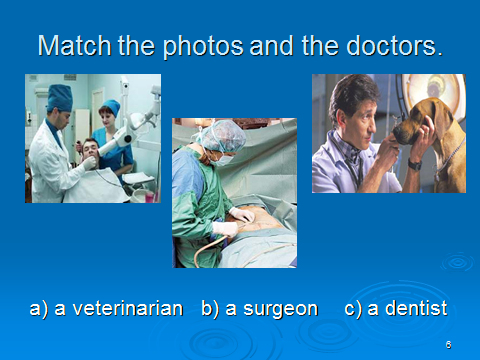 Match the photos and the doctors.
a) a veterinarian b) a surgeon c) a dentist
6